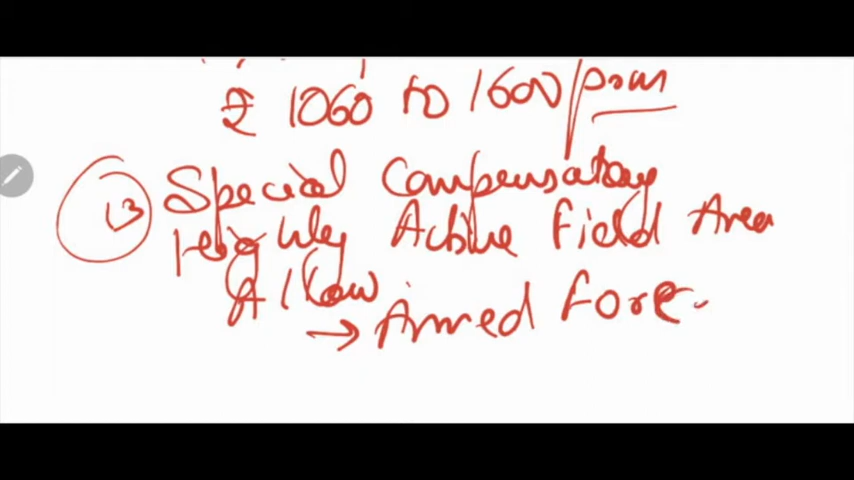 ₹ 1060 to 1600/pm
13 Special Compensatory
Highly Active Field Area
Allow
→ Armed Force